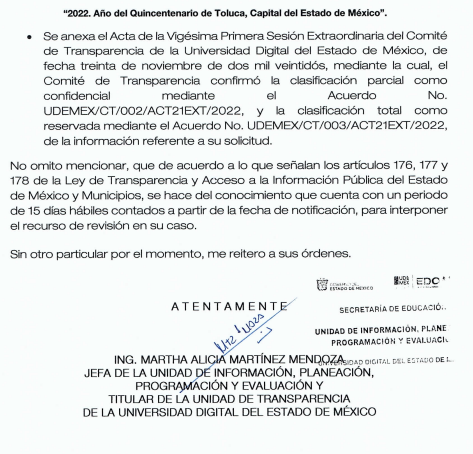 “2022. Año del Quincentenario de Toluca, Capital del Estado de México”.
• Se anexa el Acta de la Vigésima Primera Sesión Extraordinaria del Comité
de Transparencia de la Universidad Digital del Estado de México, de
fecha treinta de noviembre de dos mil veintidós, mediante la cual, el
Comité de Transparencia confirmó la clasificación parcial como
confidencial mediante el Acuerdo No.
UDEMEX/CT/002/ACT21EXT/2022, y la clasificación total como
reservada mediante el Acuerdo No. UDEMEX/CT/003/ACT21EXT/2022,
de la información referente a su solicitud.
No omito mencionar, que de acuerdo a lo que señalan los artículos 176, 177 y
178 de la Ley de Transparencia y Acceso a la Información Pública del Estado
de México y Municipios, se hace del conocimiento que cuenta con un periodo
de 15 días hábiles contados a partir de la fecha de notificación, para interponer
el recurso de revisión en su caso.
Sin otro particular por el momento, me reitero a sus órdenes.
ESTADO DE MÉXICO
EDO
ATENTAMENTE
SECRETARÍA DE EDUCACIÓ
UNIDAD DE INFORMACIÓN, PLANE
PROGRAMACIÓN Y EVALUACI
DIGITAL DEL ESTADO DE
ING. MARTHA ALICIA MARTÍNEZ MENDOZA
JEFA DE LA UNIDAD DE INFORMACIÓN, PLANEACIÓN,
PROGRAMACIÓN Y EVALUACIÓN Y
TITULAR DE LA UNIDAD DE TRANSPARENCIA
DE LA UNIVERSIDAD DIGITAL DEL ESTADO DE MÉXICO